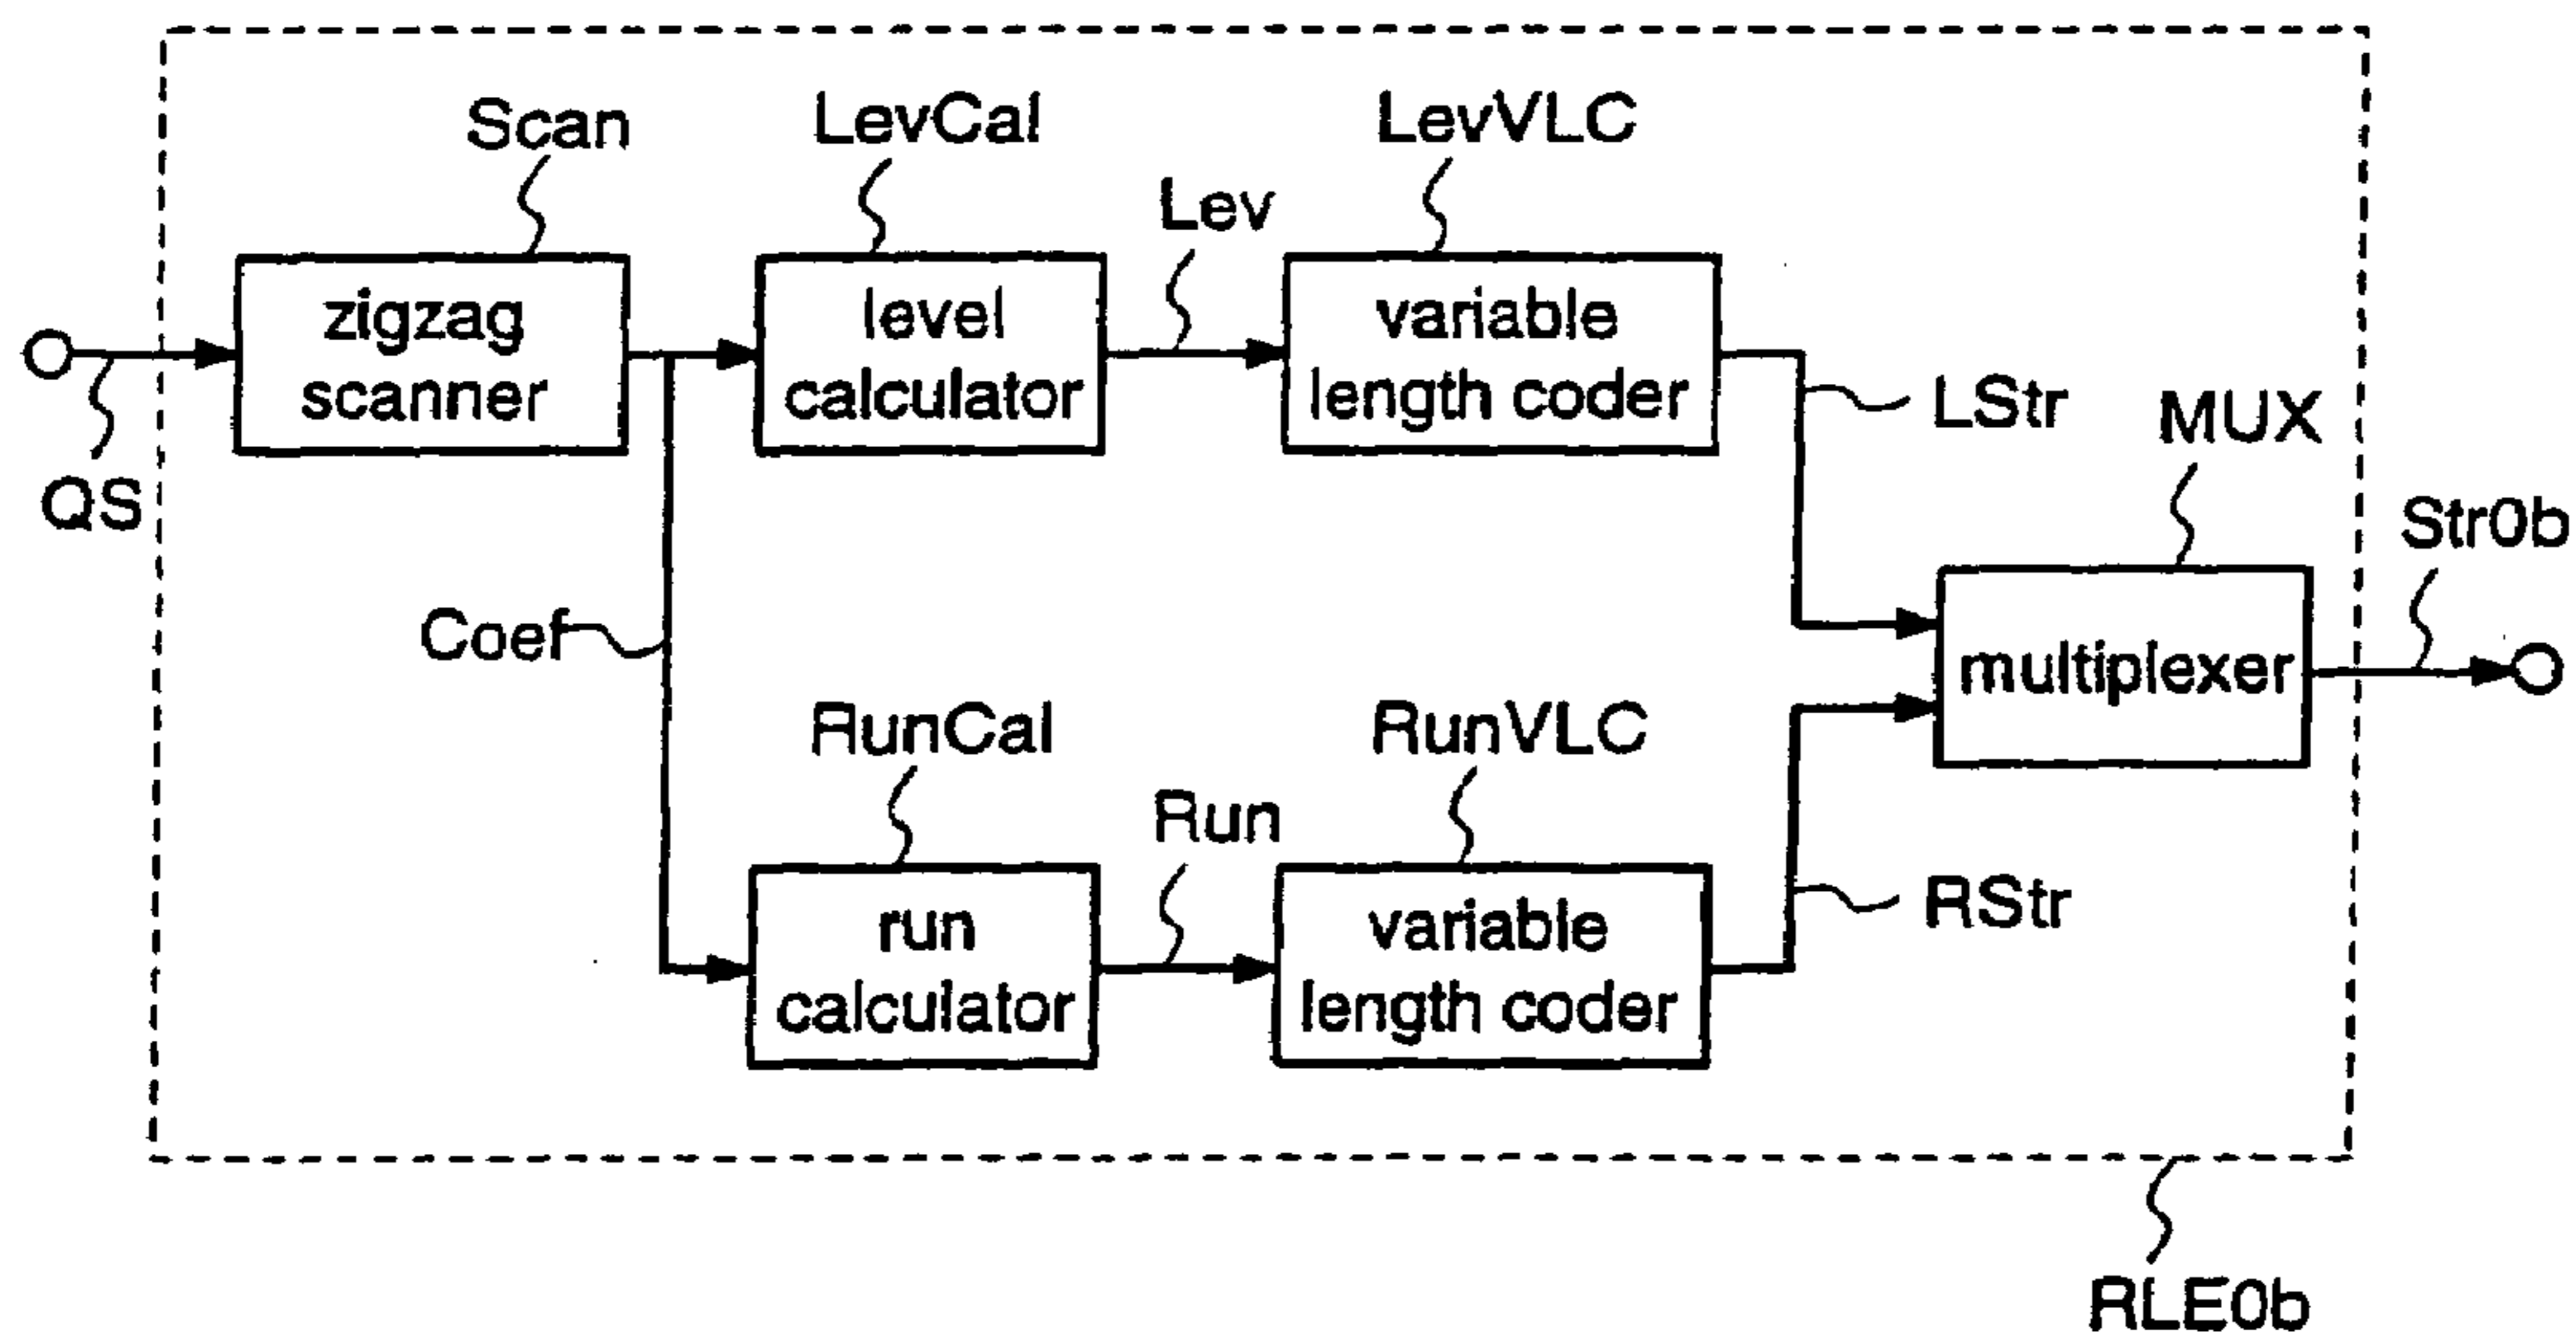 Scan
LevCal
LevVLC
Lev
zigzag
scanner
level
calculator
variable
length coder
QS
LStr
MUX
Str0b
Coef
multiplexer
RunCal
RunVLC
Run
RStr
run
calculator
variable
length coder
RLE0b